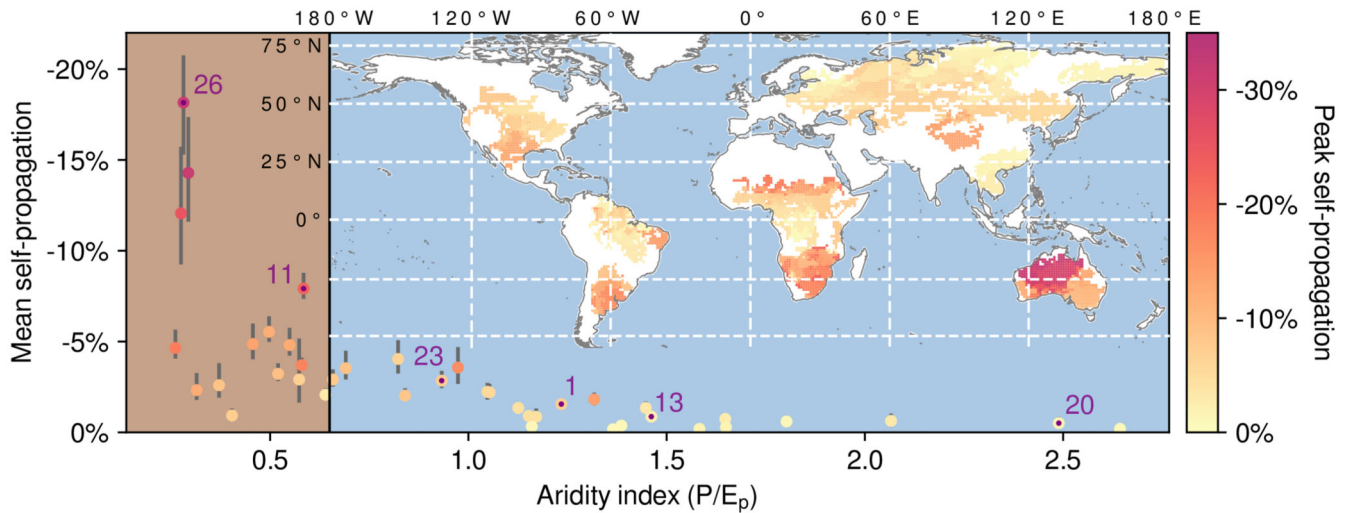 180° W 120° W 60° W 0° 60° E 120° E 180° E
75° N
50° N
25° N
0°
-20%
-15%
-10%
-5%
0%
Mean self-propagation
26
11
23
1
13
20
0.5 1.0 1.5 2.0 2.5
Aridity index (P/Ep)
-30%
-20%
-10%
0%
Peak self-propagation